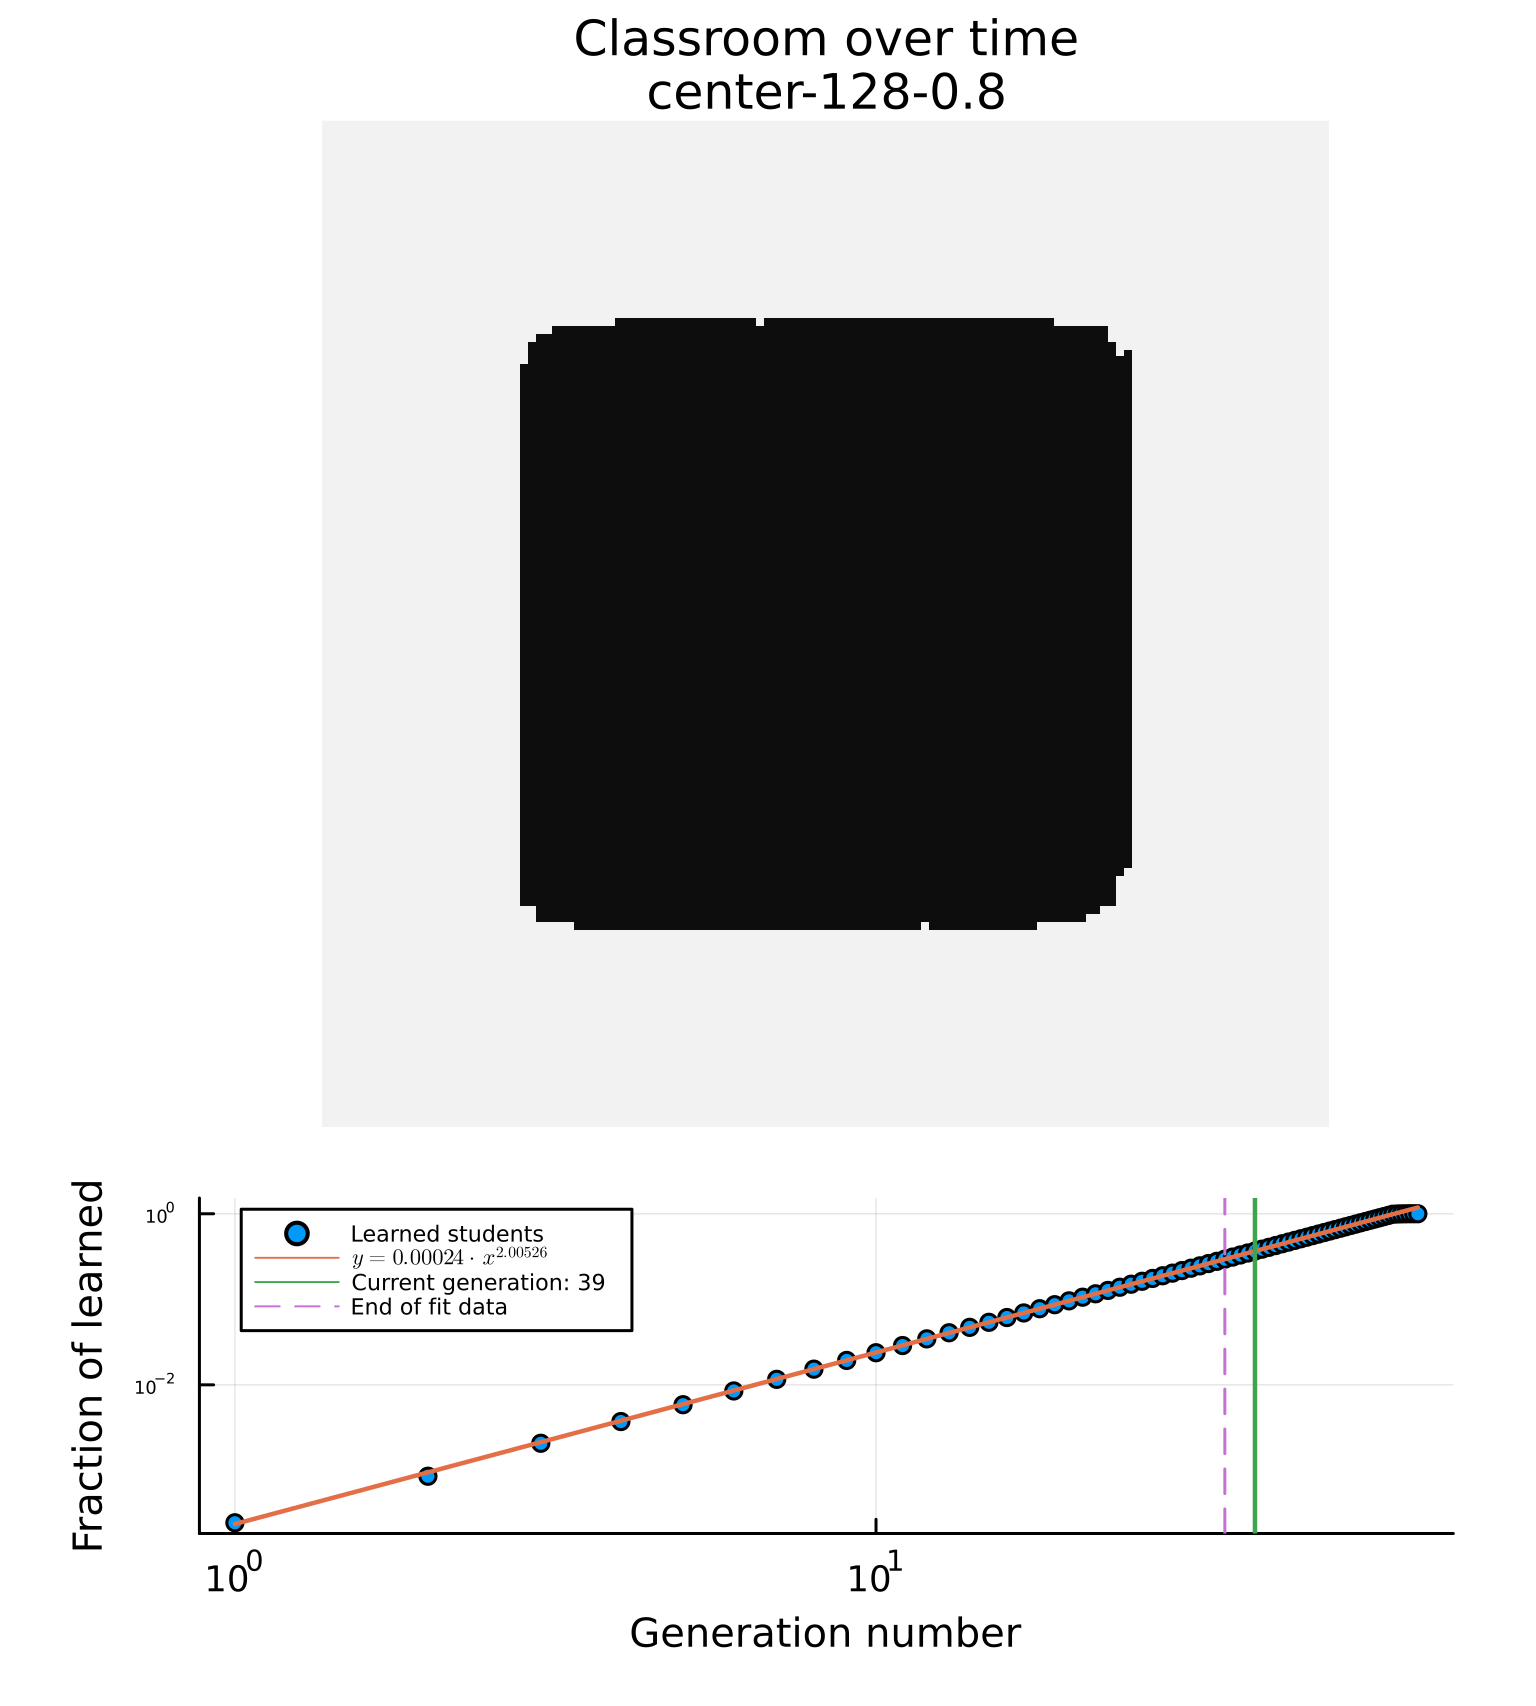 Classroom over time
center-128-0.8
Fraction of learned
10^0
10^-2
Learned students
y = 0.00024 · x^2.00526
Current generation: 39
End of fit data
10^0
10^1
Generation number